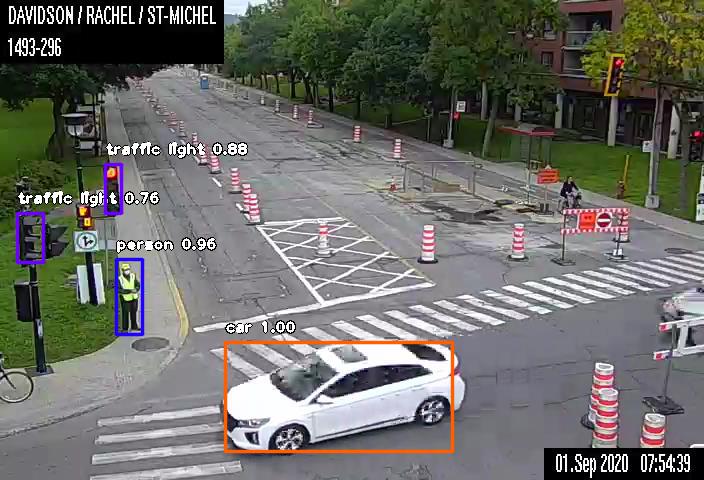 DAVIDSON / RACHEL / ST-MICHEL
1493-296
traffic light 0.88
traffic light 0.76
person 0.96
car 1.00
01.Sep 2020 07:54:39